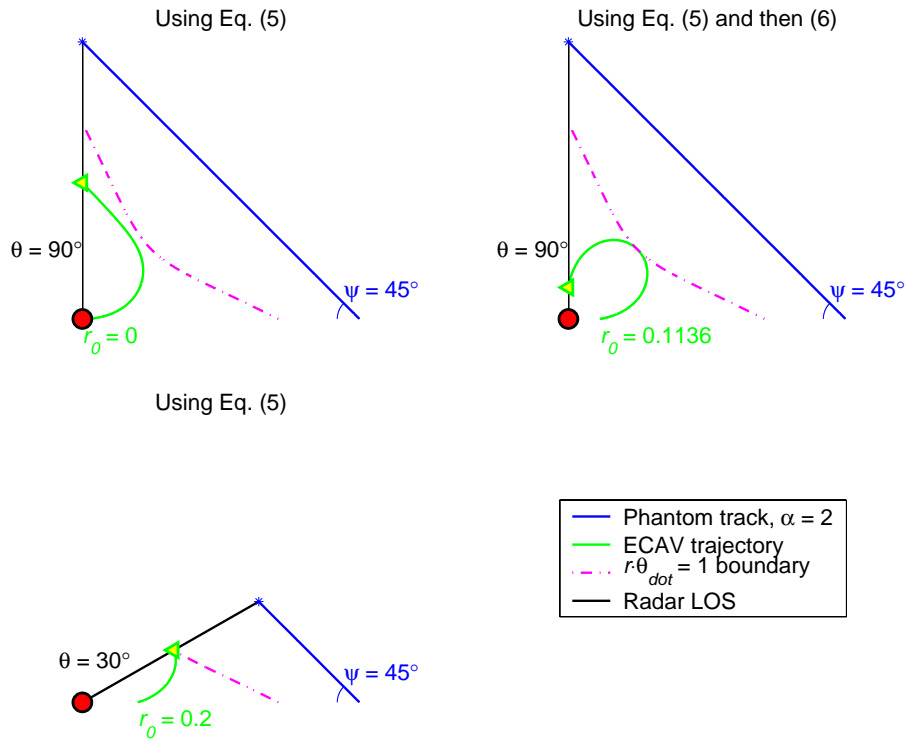 Using Eq. (5)
Using Eq. (5) and then (6)
θ = 90°
ψ = 45°
r0 = 0
θ = 90°
ψ = 45°
r0 = 0.1136
Using Eq. (5)
θ = 30°
ψ = 45°
r0 = 0.2
Phantom track, α = 2
ECAV trajectory
r·θdot = 1 boundary
Radar LOS